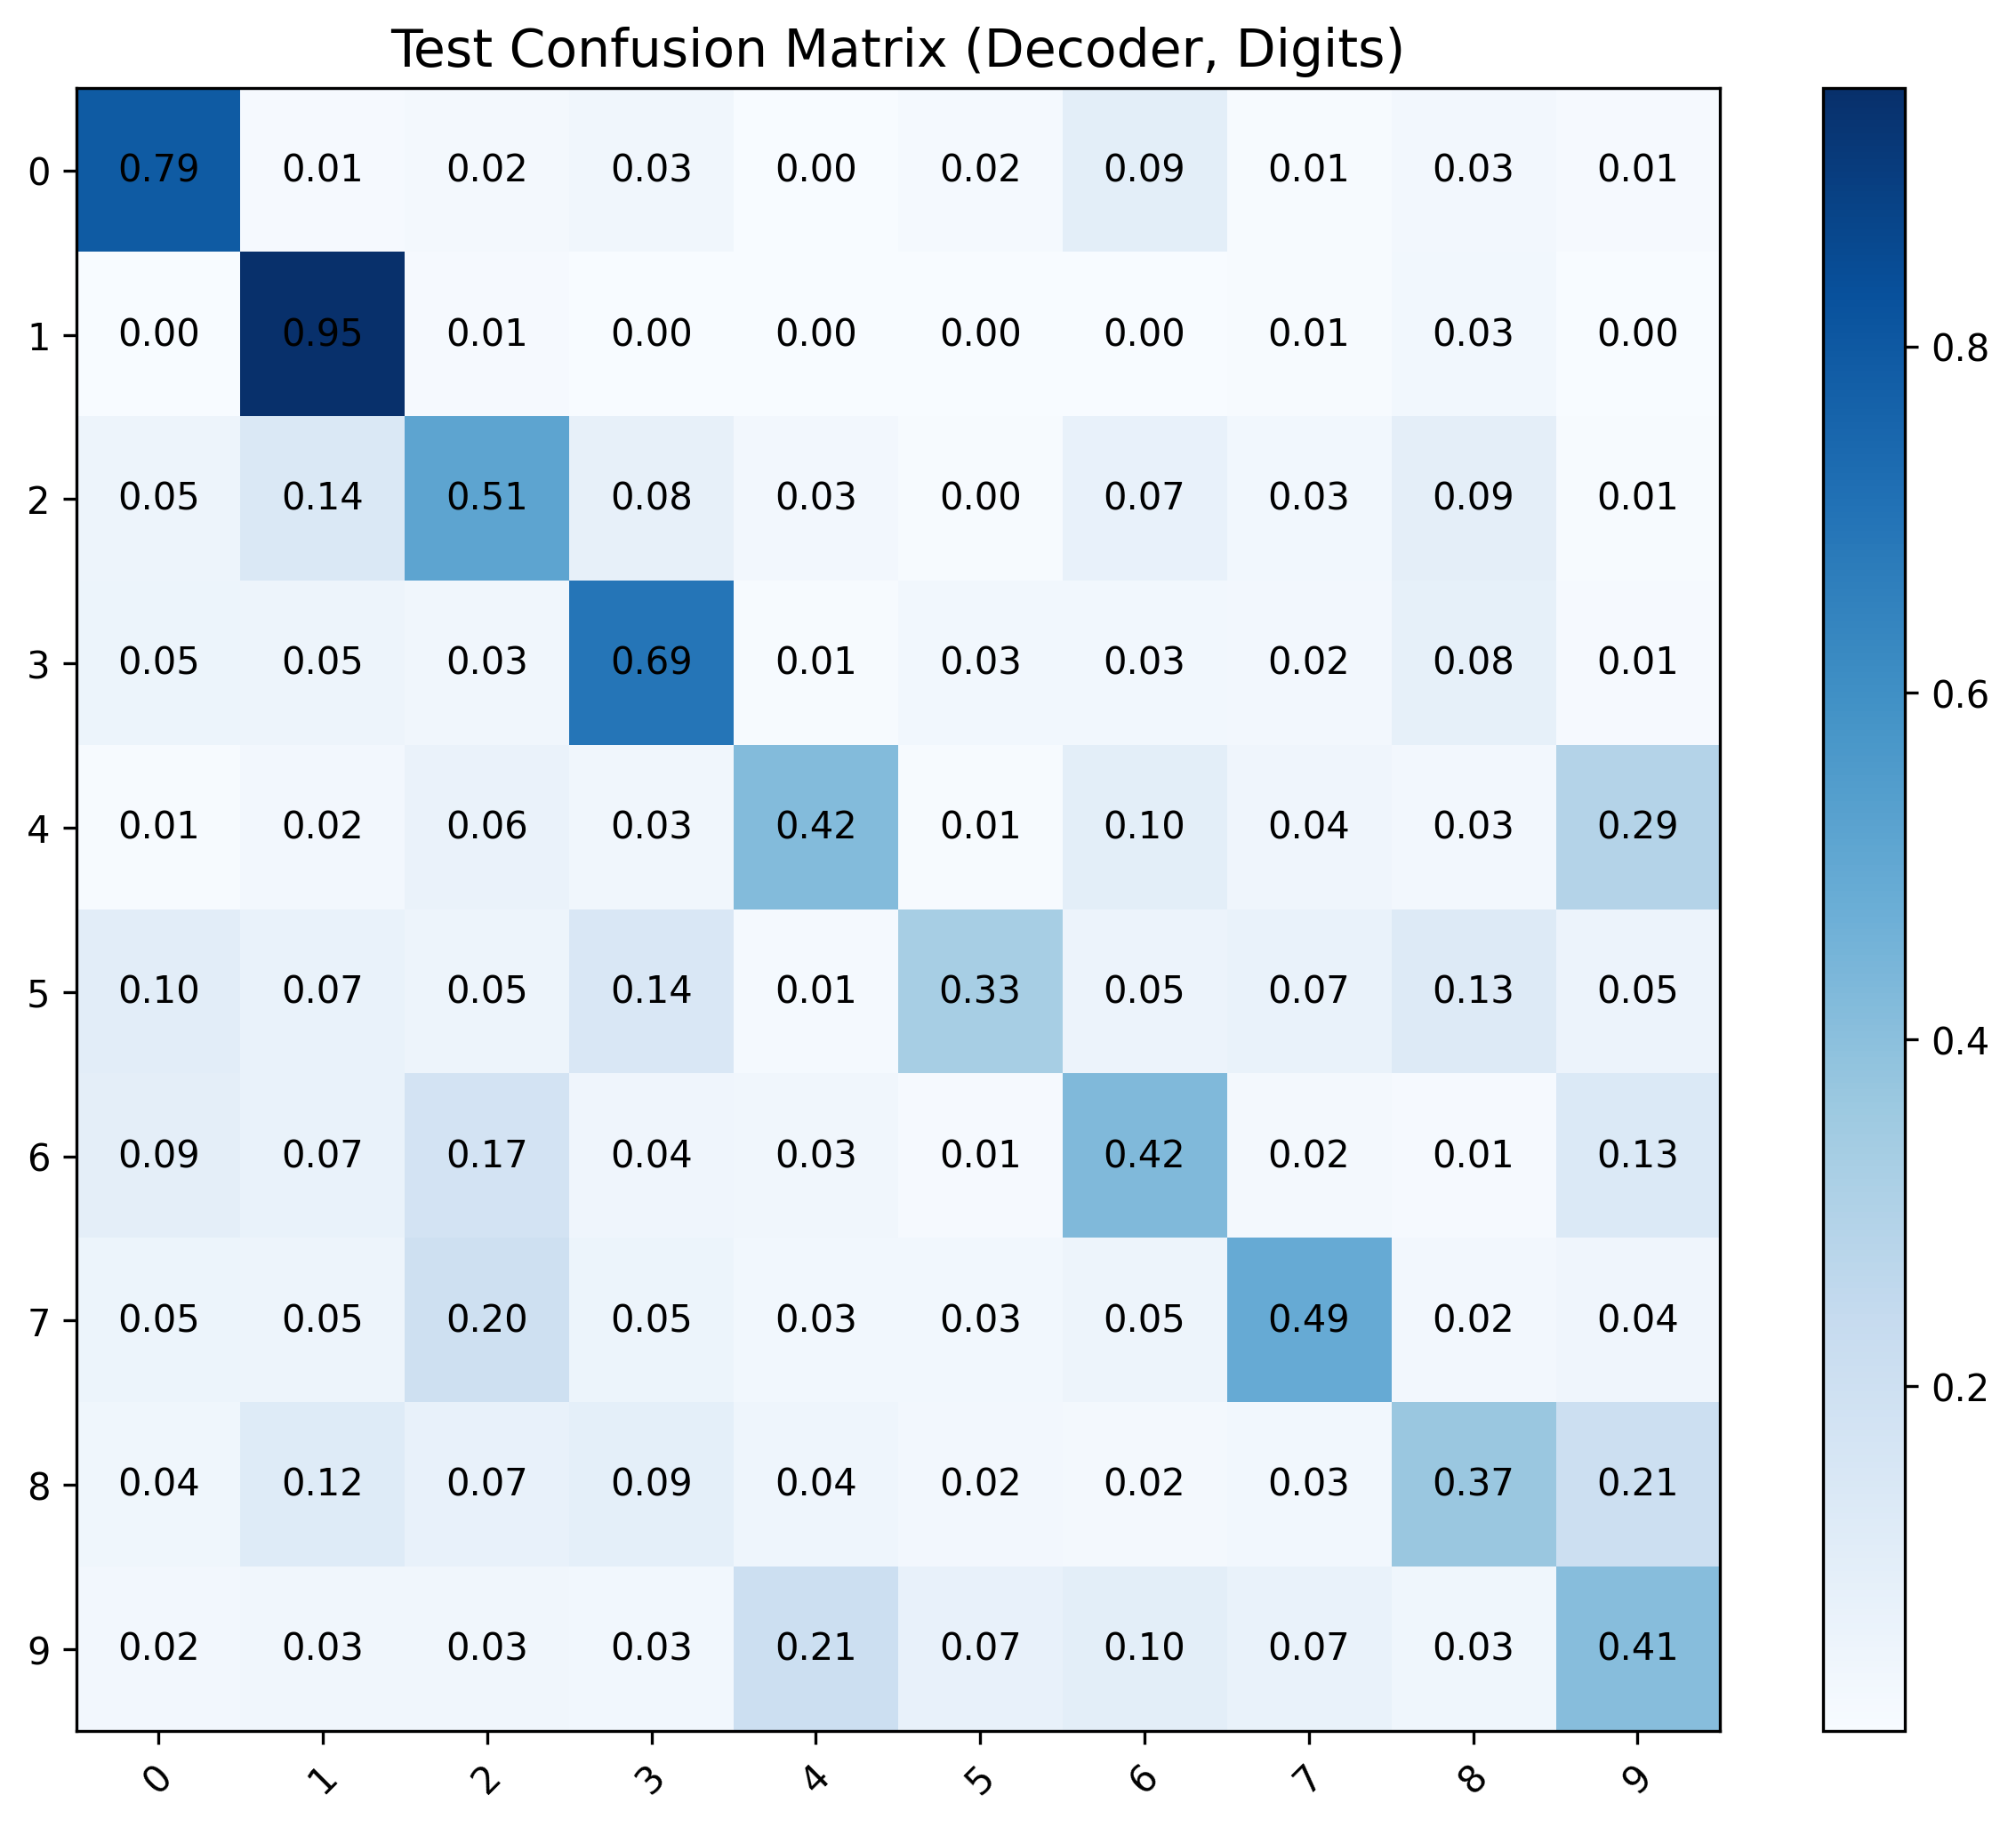 Test Confusion Matrix (Decoder, Digits)
0 0.79 0.01 0.02 0.03 0.00 0.02 0.09 0.01 0.03 0.01
1 0.00 0.95 0.01 0.00 0.00 0.00 0.00 0.01 0.03 0.00
2 0.05 0.14 0.51 0.08 0.03 0.00 0.07 0.03 0.09 0.01
3 0.05 0.05 0.03 0.69 0.01 0.03 0.03 0.02 0.08 0.01
4 0.01 0.02 0.06 0.03 0.42 0.01 0.10 0.04 0.03 0.29
5 0.10 0.07 0.05 0.14 0.01 0.33 0.05 0.07 0.13 0.05
6 0.09 0.07 0.17 0.04 0.03 0.01 0.42 0.02 0.01 0.13
7 0.05 0.05 0.20 0.05 0.03 0.03 0.05 0.49 0.02 0.04
8 0.04 0.12 0.07 0.09 0.04 0.02 0.02 0.03 0.37 0.21
9 0.02 0.03 0.03 0.03 0.21 0.07 0.10 0.07 0.03 0.41
0 1 2 3 4 5 6 7 8 9
0.8
0.6
0.4
0.2